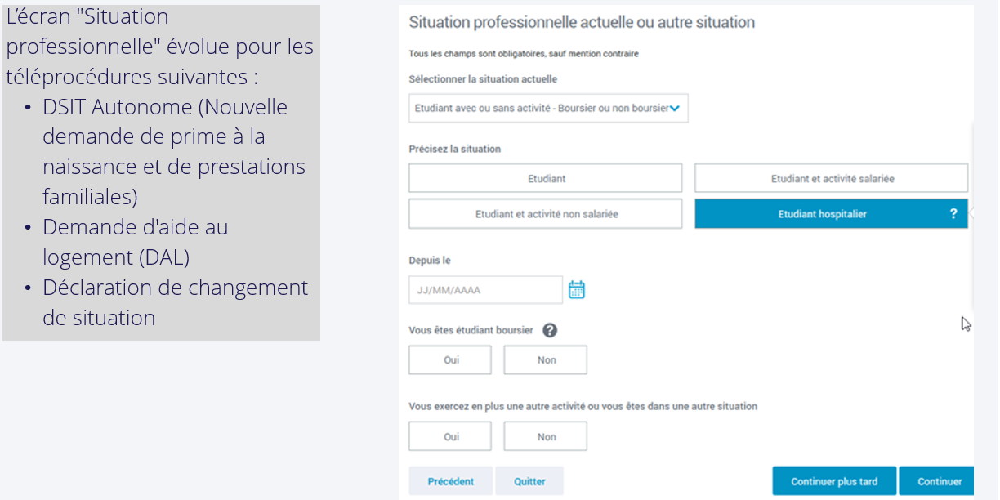 L'écran "Situation
professionnelle" évolue pour les
téléprocédures suivantes :
• DSIT Autonome (Nouvelle
demande de prime à la
naissance et de prestations
familiales)
• Demande d'aide au
logement (DAL)
• Déclaration de changement
de situation
Situation professionnelle actuelle ou autre situation
Tous les champs sont obligatoires, sauf mention contraire
Sélectionner la situation actuelle
Etudiant avec ou sans activité - Boursier ou non boursier
Précisez la situation
Etudiant
Etudiant et activité salariée
Etudiant et activité non salariée
Etudiant hospitalier ?
Depuis le
JJ/MM/AAAA
Vous êtes étudiant boursier ?
Oui
Non
Vous exercez en plus une autre activité ou vous êtes dans une autre situation
Oui
Non
Précédent
Quitter
Continuer plus tard
Continuer